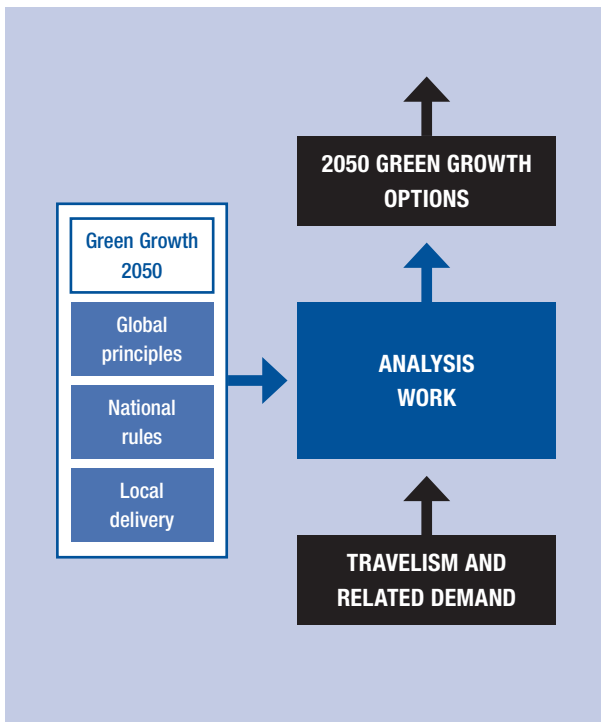 2050 GREEN GROWTH
OPTIONS
Green Growth
2050
Global
principles
National
rules
Local
delivery
ANALYSIS
WORK
TRAVELISM AND
RELATED DEMAND